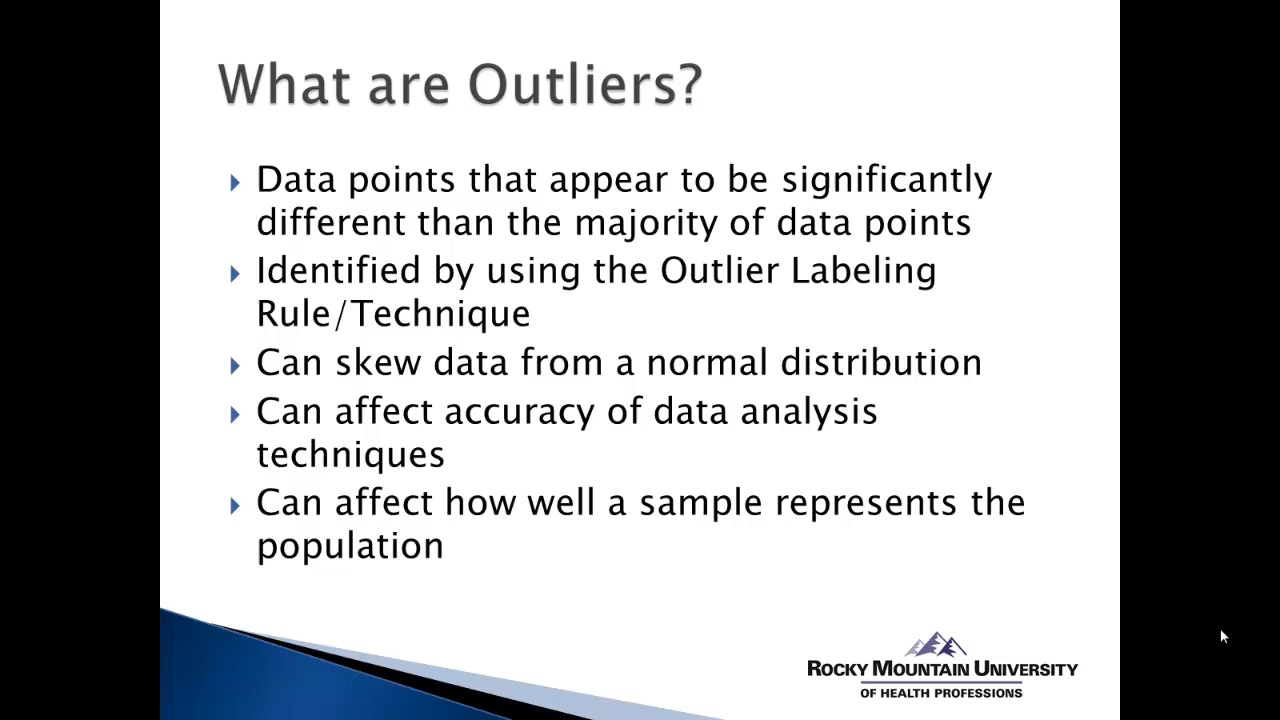 What are Outliers?
Data points that appear to be significantly
different than the majority of data points
Identified by using the Outlier Labeling
Rule/Technique
Can skew data from a normal distribution
Can affect accuracy of data analysis
techniques
Can affect how well a sample represents the
population
ROCKY MOUNTAIN UNIVERSITY
OF HEALTH PROFESSIONS